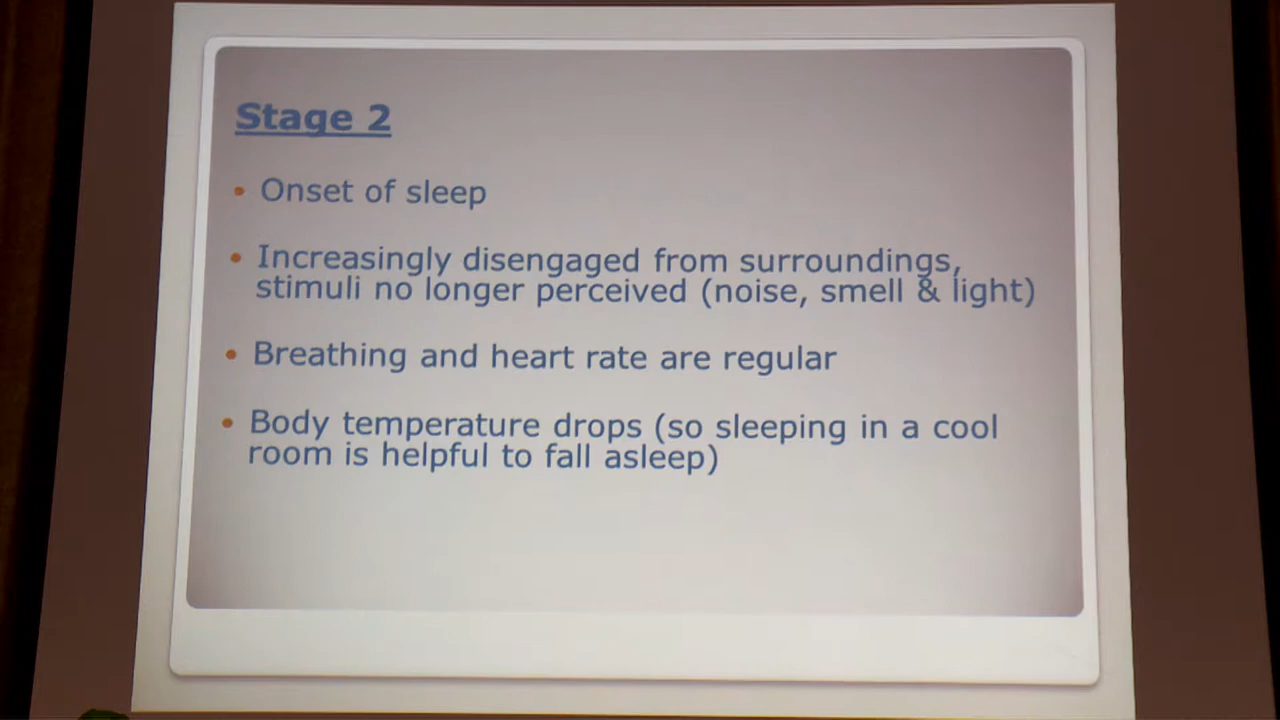 Stage 2
• Onset of sleep
• Increasingly disengaged from surroundings,
stimuli no longer perceived (noise, smell & light)
• Breathing and heart rate are regular
• Body temperature drops (so sleeping in a cool
room is helpful to fall asleep)